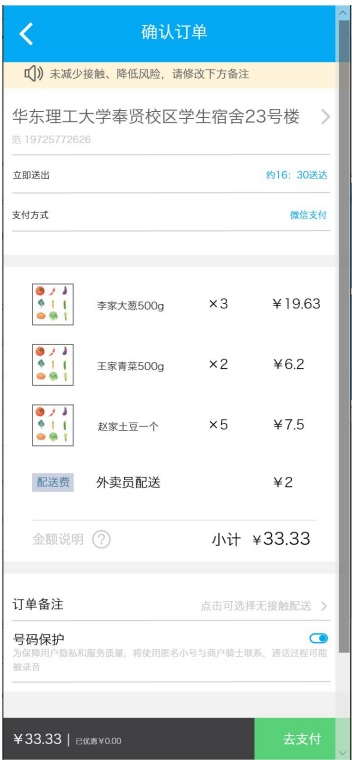 确认订单
未减少接触、降低风险，请修改下方备注
华东理工大学奉贤校区学生宿舍23号楼
范 19725772626
立即送出 约16：30送达
支付方式 微信支付
李家大葱500g ×3 ￥19.63
王家青菜500g ×2 ￥6.2
赵家土豆一个 ×5 ￥7.5
配送费 外卖员配送 ￥2
金额说明 ? 小计 ￥33.33
订单备注 点击可选择无接触配送
号码保护
为保障用户隐私和服务质量，将使用匿名小号与商户骑士联系，通话过程可能
被录音
￥33.33 | 已优惠￥0.00 去支付